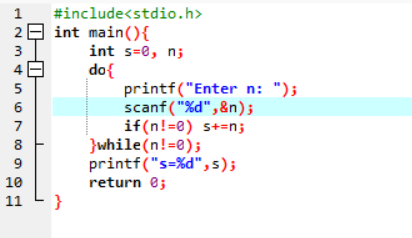 1 #include<stdio.h>
2 int main(){
3 int s=0, n;
4 do{
5 printf("Enter n: ");
6 scanf("%d",&n);
7 if(n!=0) s+=n;
8 }while(n!=0);
9 printf("s=%d",s);
10 return 0;
11 }